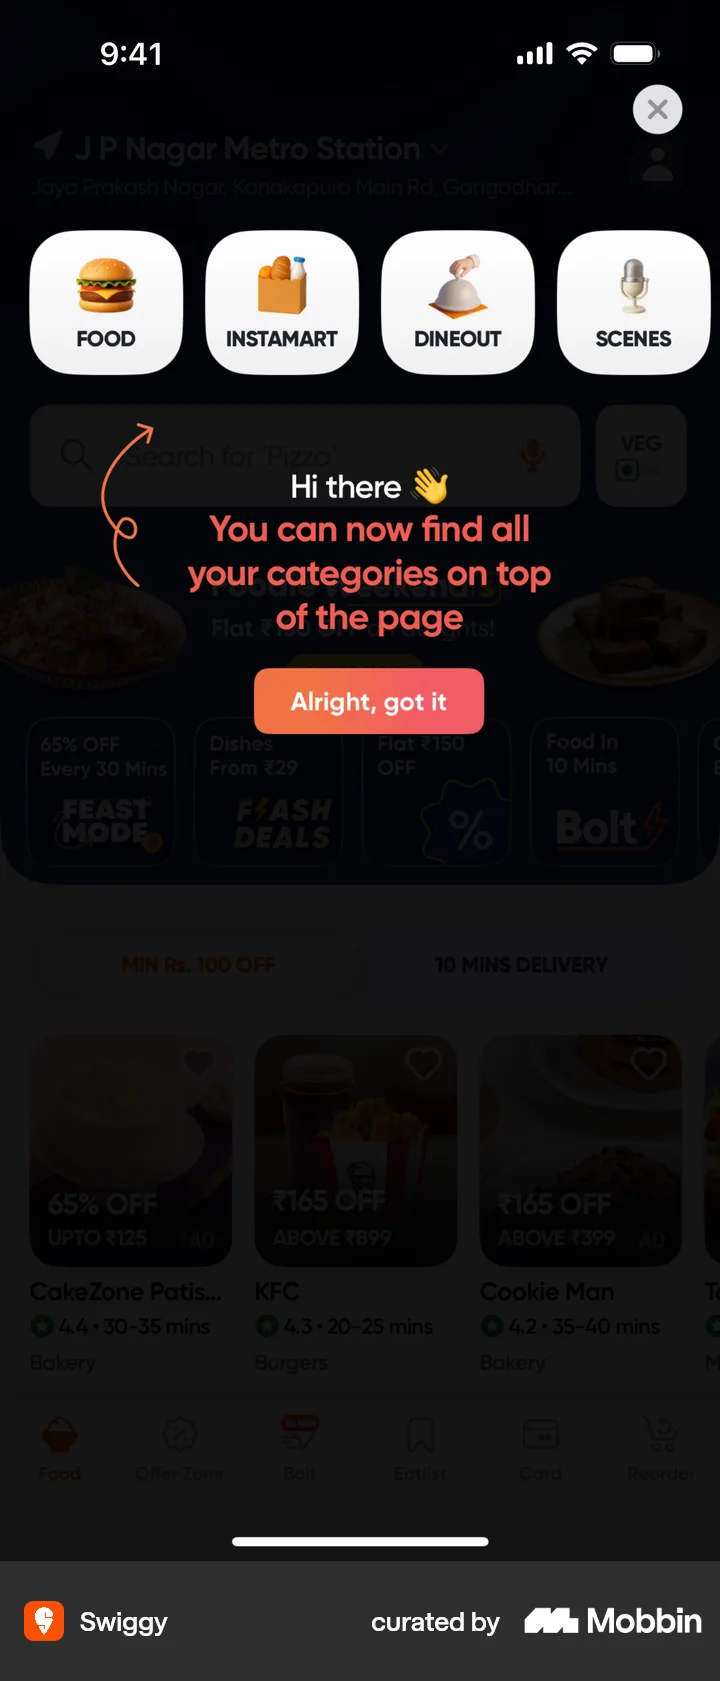 9:41
J P Nagar Metro Station
Jaya Prakash Nagar, Kanakapura Main Rd, Gangadhar...
FOOD
INSTAMART
DINEOUT
SCENES
Search for 'Pizza'
VEG
Hi there 👋
You can now find all
your categories on top
of the page
Foodie Weekend
Flat ₹150 OFF
Alright, got it
65% OFF
Every 30 Mins
FEAST
MODE
Dishes
From ₹29
FLASH
DEALS
Flat ₹150
OFF
%
Food In
10 Mins
Bolt
MIN Rs. 100 OFF
10 MINS DELIVERY
65% OFF
UPTO ₹125
AD
₹165 OFF
ABOVE ₹899
₹165 OFF
ABOVE ₹399
AD
CakeZone Patis...
KFC
Cookie Man
4.4 • 30-35 mins
4.3 • 20-25 mins
4.2 • 35-40 mins
Bakery
Burgers
Bakery
Food
Offer Zone
Bolt
Eatlist
Card
Reorder
Swiggy
curated by Mobbin